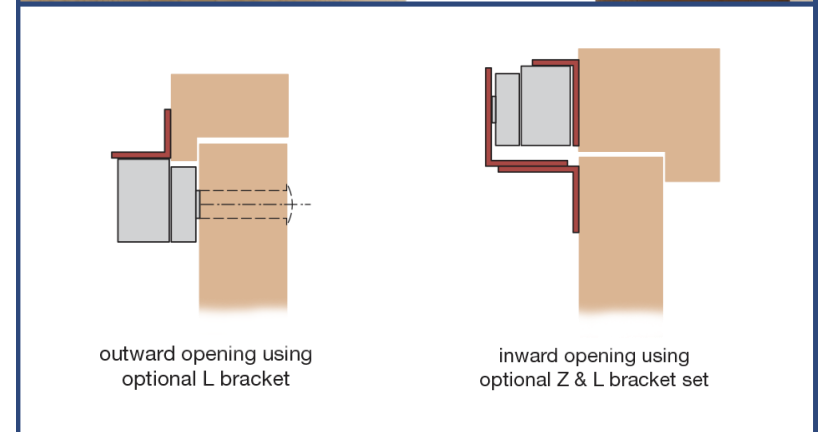 outward opening using
optional L bracket
inward opening using
optional Z & L bracket set